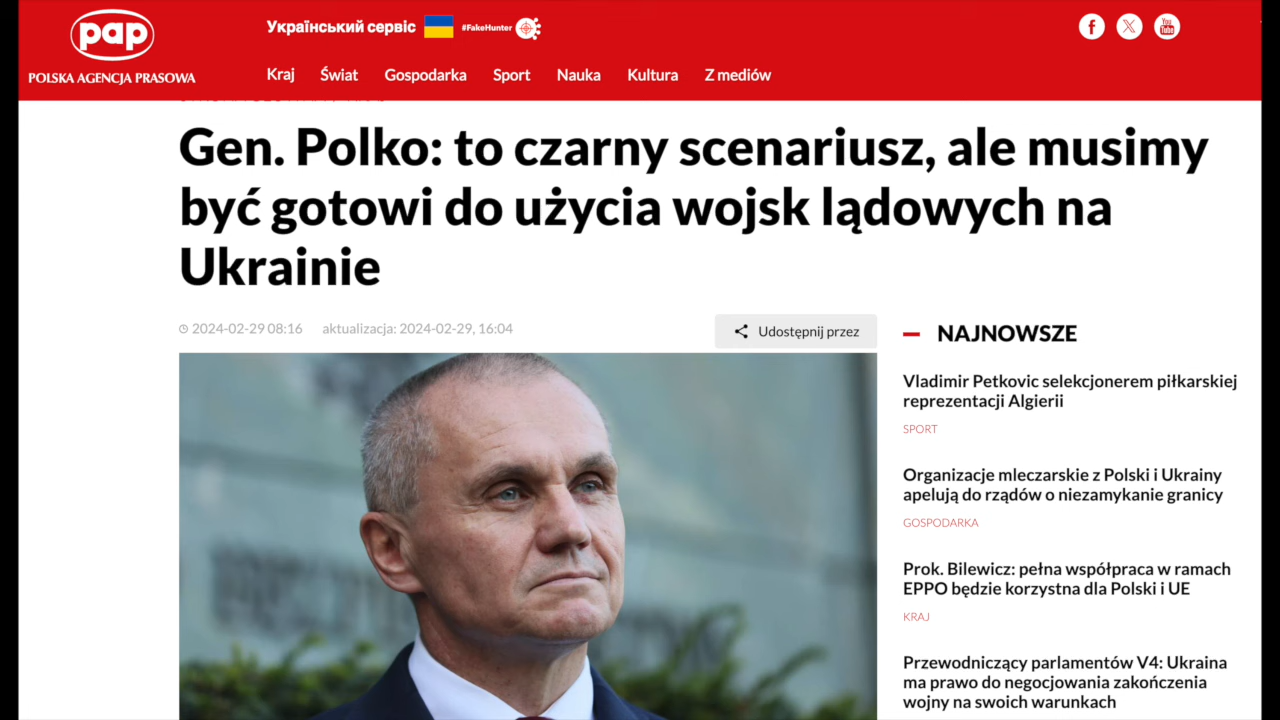 pap
POLSKA AGENCJA PRASOWA
Український сервіс
#FakeHunter
Kraj
Świat
Gospodarka
Sport
Nauka
Kultura
Z mediów
Gen. Polko: to czarny scenariusz, ale musimy
być gotowi do użycia wojsk lądowych na
Ukrainie
2024-02-29 08:16
aktualizacja: 2024-02-29, 16:04
Udostępnij przez
NAJNOWSZE
Vladimir Petkovic selekcjonerem piłkarskiej
reprezentacji Algierii
SPORT
Organizacje mleczarskie z Polski i Ukrainy
apelują do rządów o niezamykanie granicy
GOSPODARKA
Prok. Bilewicz: pełna współpraca w ramach
EPPO będzie korzystna dla Polski i UE
KRAJ
Przewodniczący parlamentów V4: Ukraina
ma prawo do negocjowania zakończenia
wojny na swoich warunkach